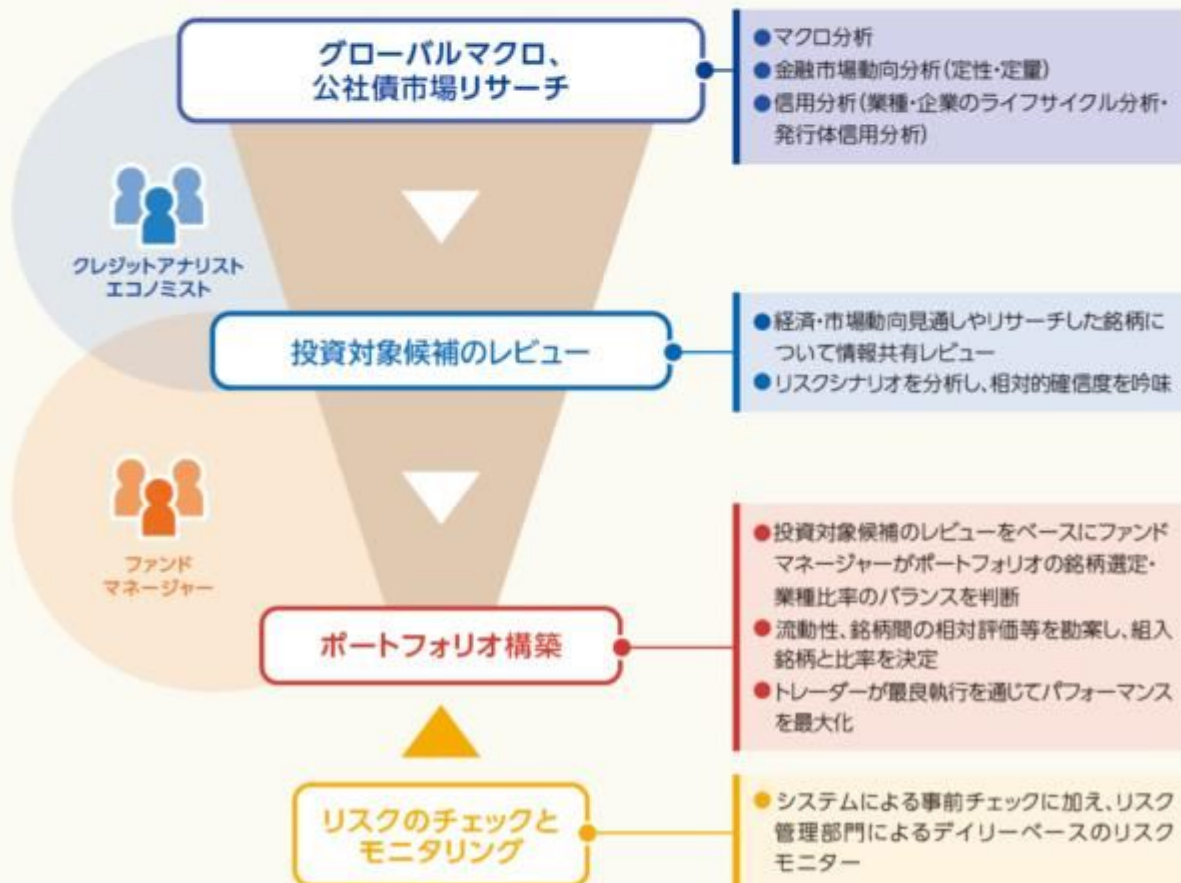 グローバルマクロ、
公社債市場リサーチ
●マクロ分析
●金融市場動向分析(定性・定量)
●信用分析(業種・企業のライフサイクル分析・
発行体信用分析)
クレジットアナリスト
エコノミスト
投資対象候補のレビュー
●経済・市場動向見通しやリサーチした銘柄に
ついて情報共有レビュー
●リスクシナリオを分析し、相対的確信度を吟味
ファンド
マネージャー
ポートフォリオ構築
●投資対象候補のレビューをベースにファンド
マネージャーがポートフォリオの銘柄選定・
業種比率のバランスを判断
●流動性、銘柄間の相対評価等を勘案し、組入
銘柄と比率を決定
●トレーダーが最良執行を通じてパフォーマンス
を最大化
リスクのチェックと
モニタリング
●システムによる事前チェックに加え、リスク
管理部門によるデイリーベースのリスク
モニター